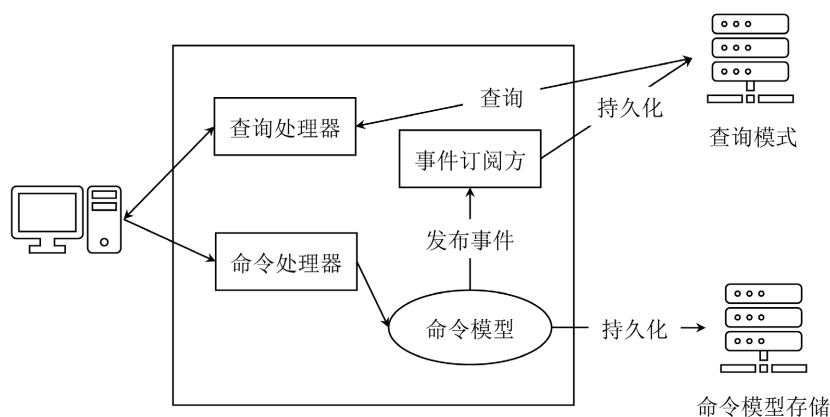 查询
持久化
查询处理器
查询模式
事件订阅方
发布事件
命令处理器
命令模型
持久化
命令模型存储